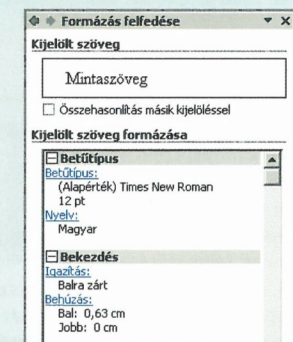 Formázás felfedése
Kijelölt szöveg
Mintaszöveg
Összehasonlítás másik kijelöléssel
Kijelölt szöveg formázása
Betűtípus
Betűtípus:
(Alapérték) Times New Roman
12 pt
Nyelv:
Magyar
Bekezdés
Igazítás:
Balra zárt
Behúzás:
Bal: 0,63 cm
Jobb: 0 cm